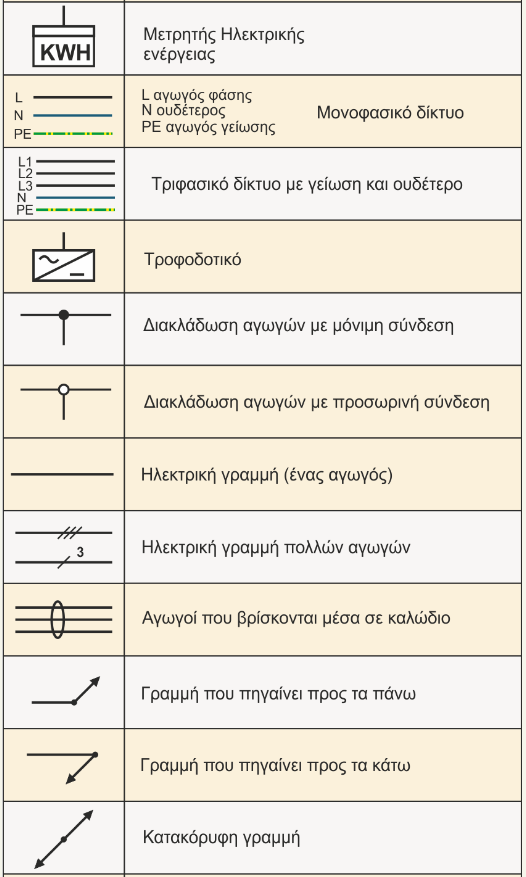 KWH
Μετρητής Ηλεκτρικής
ενέργειας
L
N
PE
L αγωγός φάσης
N ουδέτερος
PE αγωγός γείωσης
Μονοφασικό δίκτυο
L1
L2
L3
N
PE
Τριφασικό δίκτυο με γείωση και ουδέτερο
Τροφοδοτικό
Διακλάδωση αγωγών με μόνιμη σύνδεση
Διακλάδωση αγωγών με προσωρινή σύνδεση
Ηλεκτρική γραμμή (ένας αγωγός)
3
Ηλεκτρική γραμμή πολλών αγωγών
Αγωγοί που βρίσκονται μέσα σε καλώδιο
Γραμμή που πηγαίνει προς τα πάνω
Γραμμή που πηγαίνει προς τα κάτω
Κατακόρυφη γραμμή